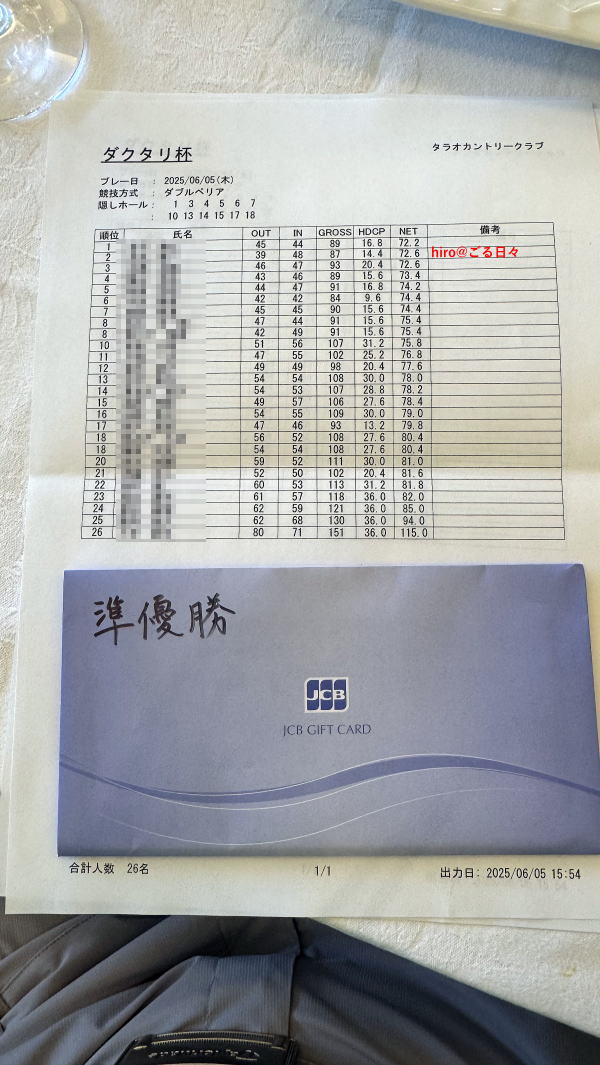 ダクタリ杯
タラオカントリークラブ
プレー日 : 2025/06/05(木)
競技方式 : ダブルペリア
隠しホール : 1 3 4 5 6 7
: 10 13 14 15 17 18
順位 氏名 OUT IN GROSS HDCP NET 備考
1 45 44 89 16.8 72.2
2 39 48 87 14.4 72.6 hiro@ごる日々
3 46 47 93 20.4 72.6
4 43 46 89 15.6 73.4
5 44 47 91 16.8 74.2
6 42 42 84 9.6 74.4
7 45 45 90 15.6 74.4
8 47 44 91 15.6 75.4
8 42 49 91 15.6 75.4
10 51 56 107 31.2 75.8
11 47 55 102 25.2 76.8
12 49 49 98 20.4 77.6
13 54 54 108 30.0 78.0
14 54 53 107 28.8 78.2
15 49 57 106 27.6 78.4
16 54 55 109 30.0 79.0
17 47 46 93 13.2 79.8
18 56 52 108 27.6 80.4
18 54 54 108 27.6 80.4
20 59 52 111 30.0 81.0
21 52 50 102 20.4 81.6
22 60 53 113 31.2 81.8
23 61 57 118 36.0 82.0
24 62 59 121 36.0 85.0
25 62 68 130 36.0 94.0
26 80 71 151 36.0 115.0
準優勝
JCB
JCB GIFT CARD
合計人数 26名
1/1
出力日: 2025/06/05 15:54